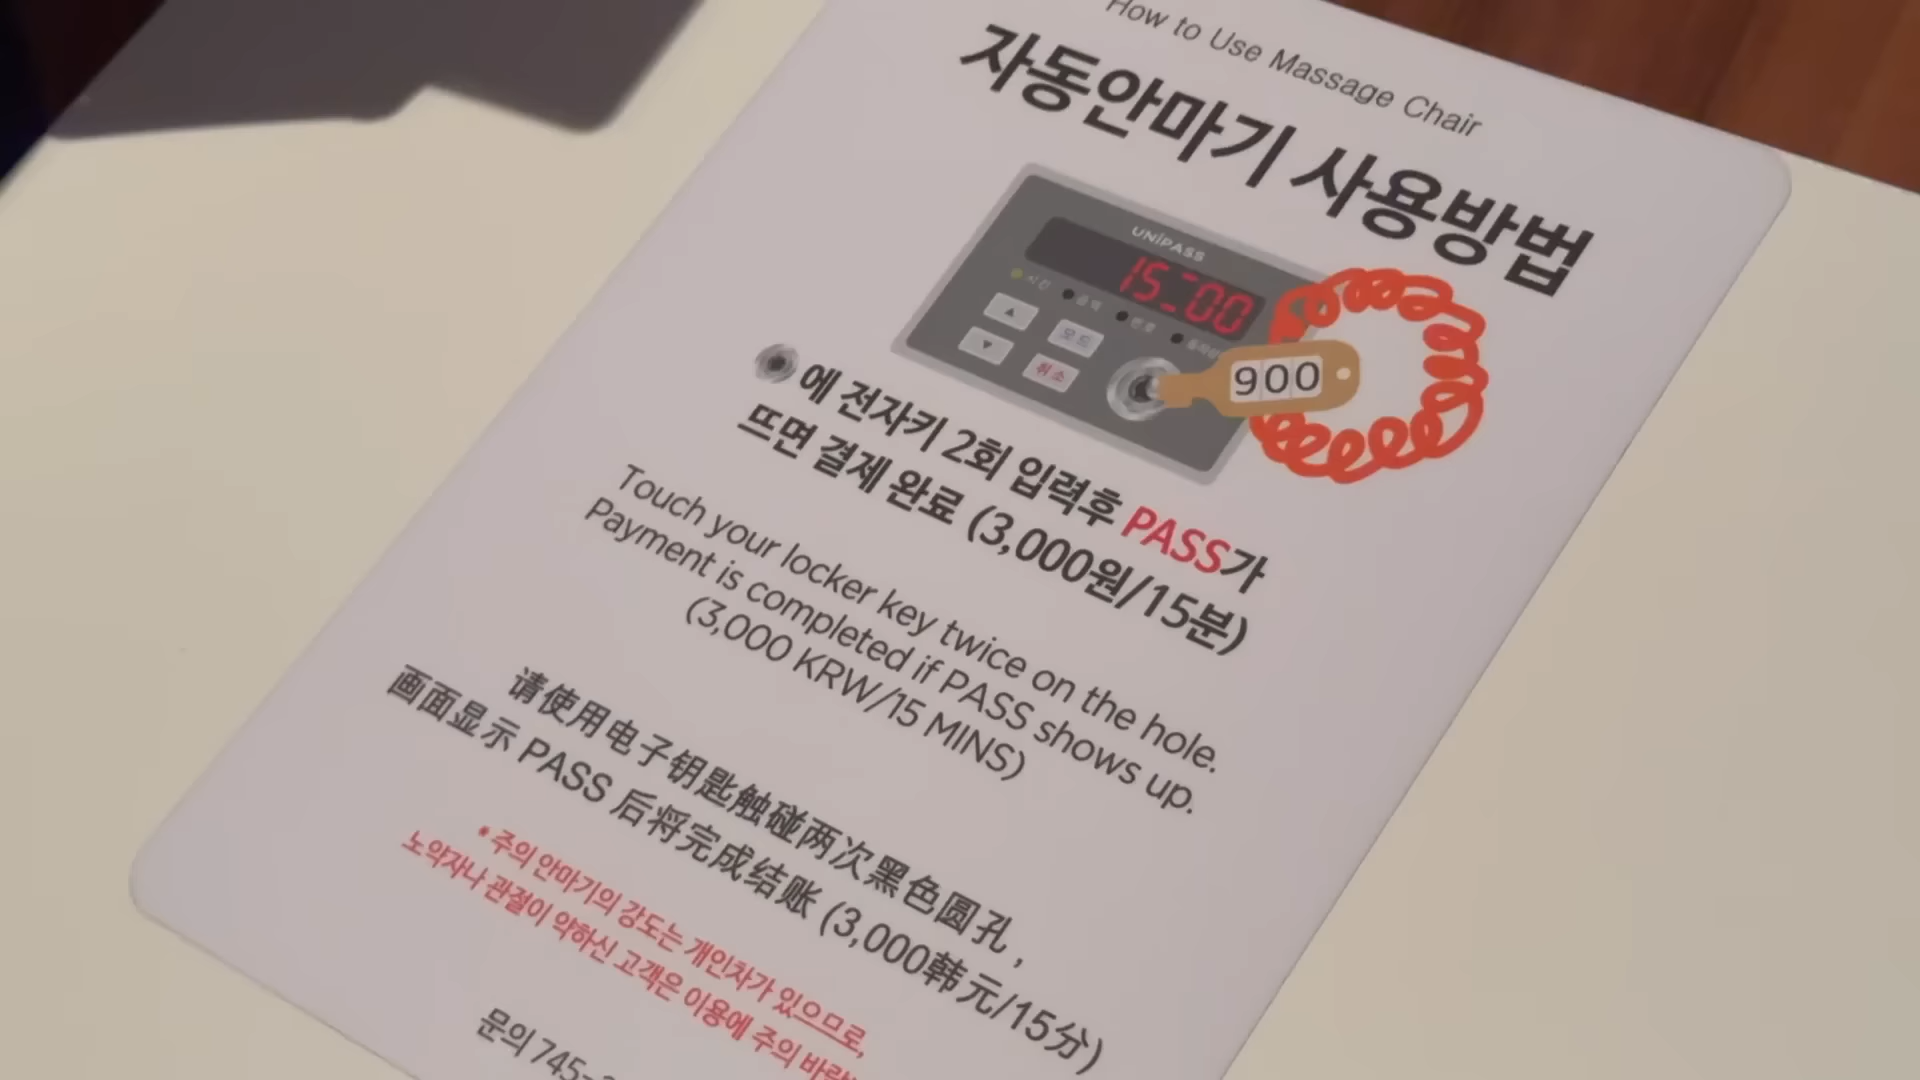 How to Use Massage Chair
자동안마기 사용방법
UNiPASS
15_00
시간
▲
모드
▼
취소
900
에 전자키 2회 입력후 PASS가
뜨면 결제 완료 (3,000원/15분)
Touch your locker key twice on the hole.
Payment is completed if PASS shows up.
(3,000 KRW/15 MINS)
请使用电子钥匙触碰两次黑色圆孔，
画面显示 PASS 后将完成结账 (3,000韩元/15分)
* 주의 안마기의 강도는 개인차가 있으므로,
노약자나 관절이 약하신 고객은 이용에 주의
문의 745-